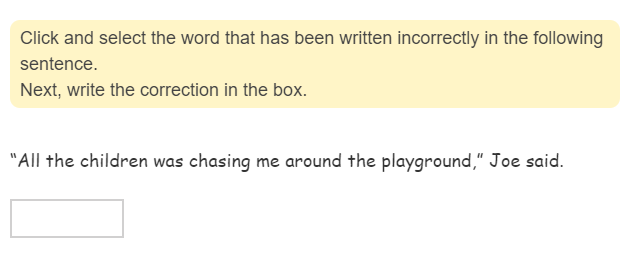 Click and select the word that has been written incorrectly in the following
sentence.
Next, write the correction in the box.
“All the children was chasing me around the playground,” Joe said.